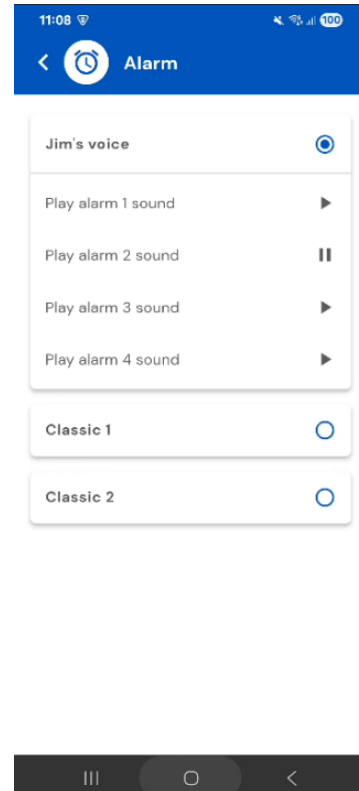 11:08
100
Alarm
Jim's voice
Play alarm 1 sound
Play alarm 2 sound
Play alarm 3 sound
Play alarm 4 sound
Classic 1
Classic 2